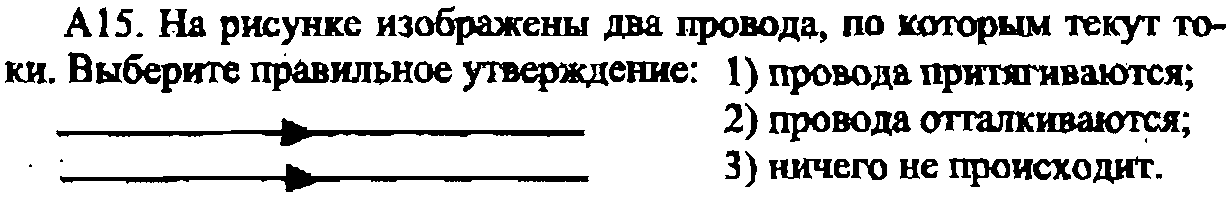 А15. На рисунке изображены два провода, по которым текут то-
ки. Выберите правильное утверждение: 1) провода притягиваются;
2) провода отталкиваются;
3) ничего не происходит.